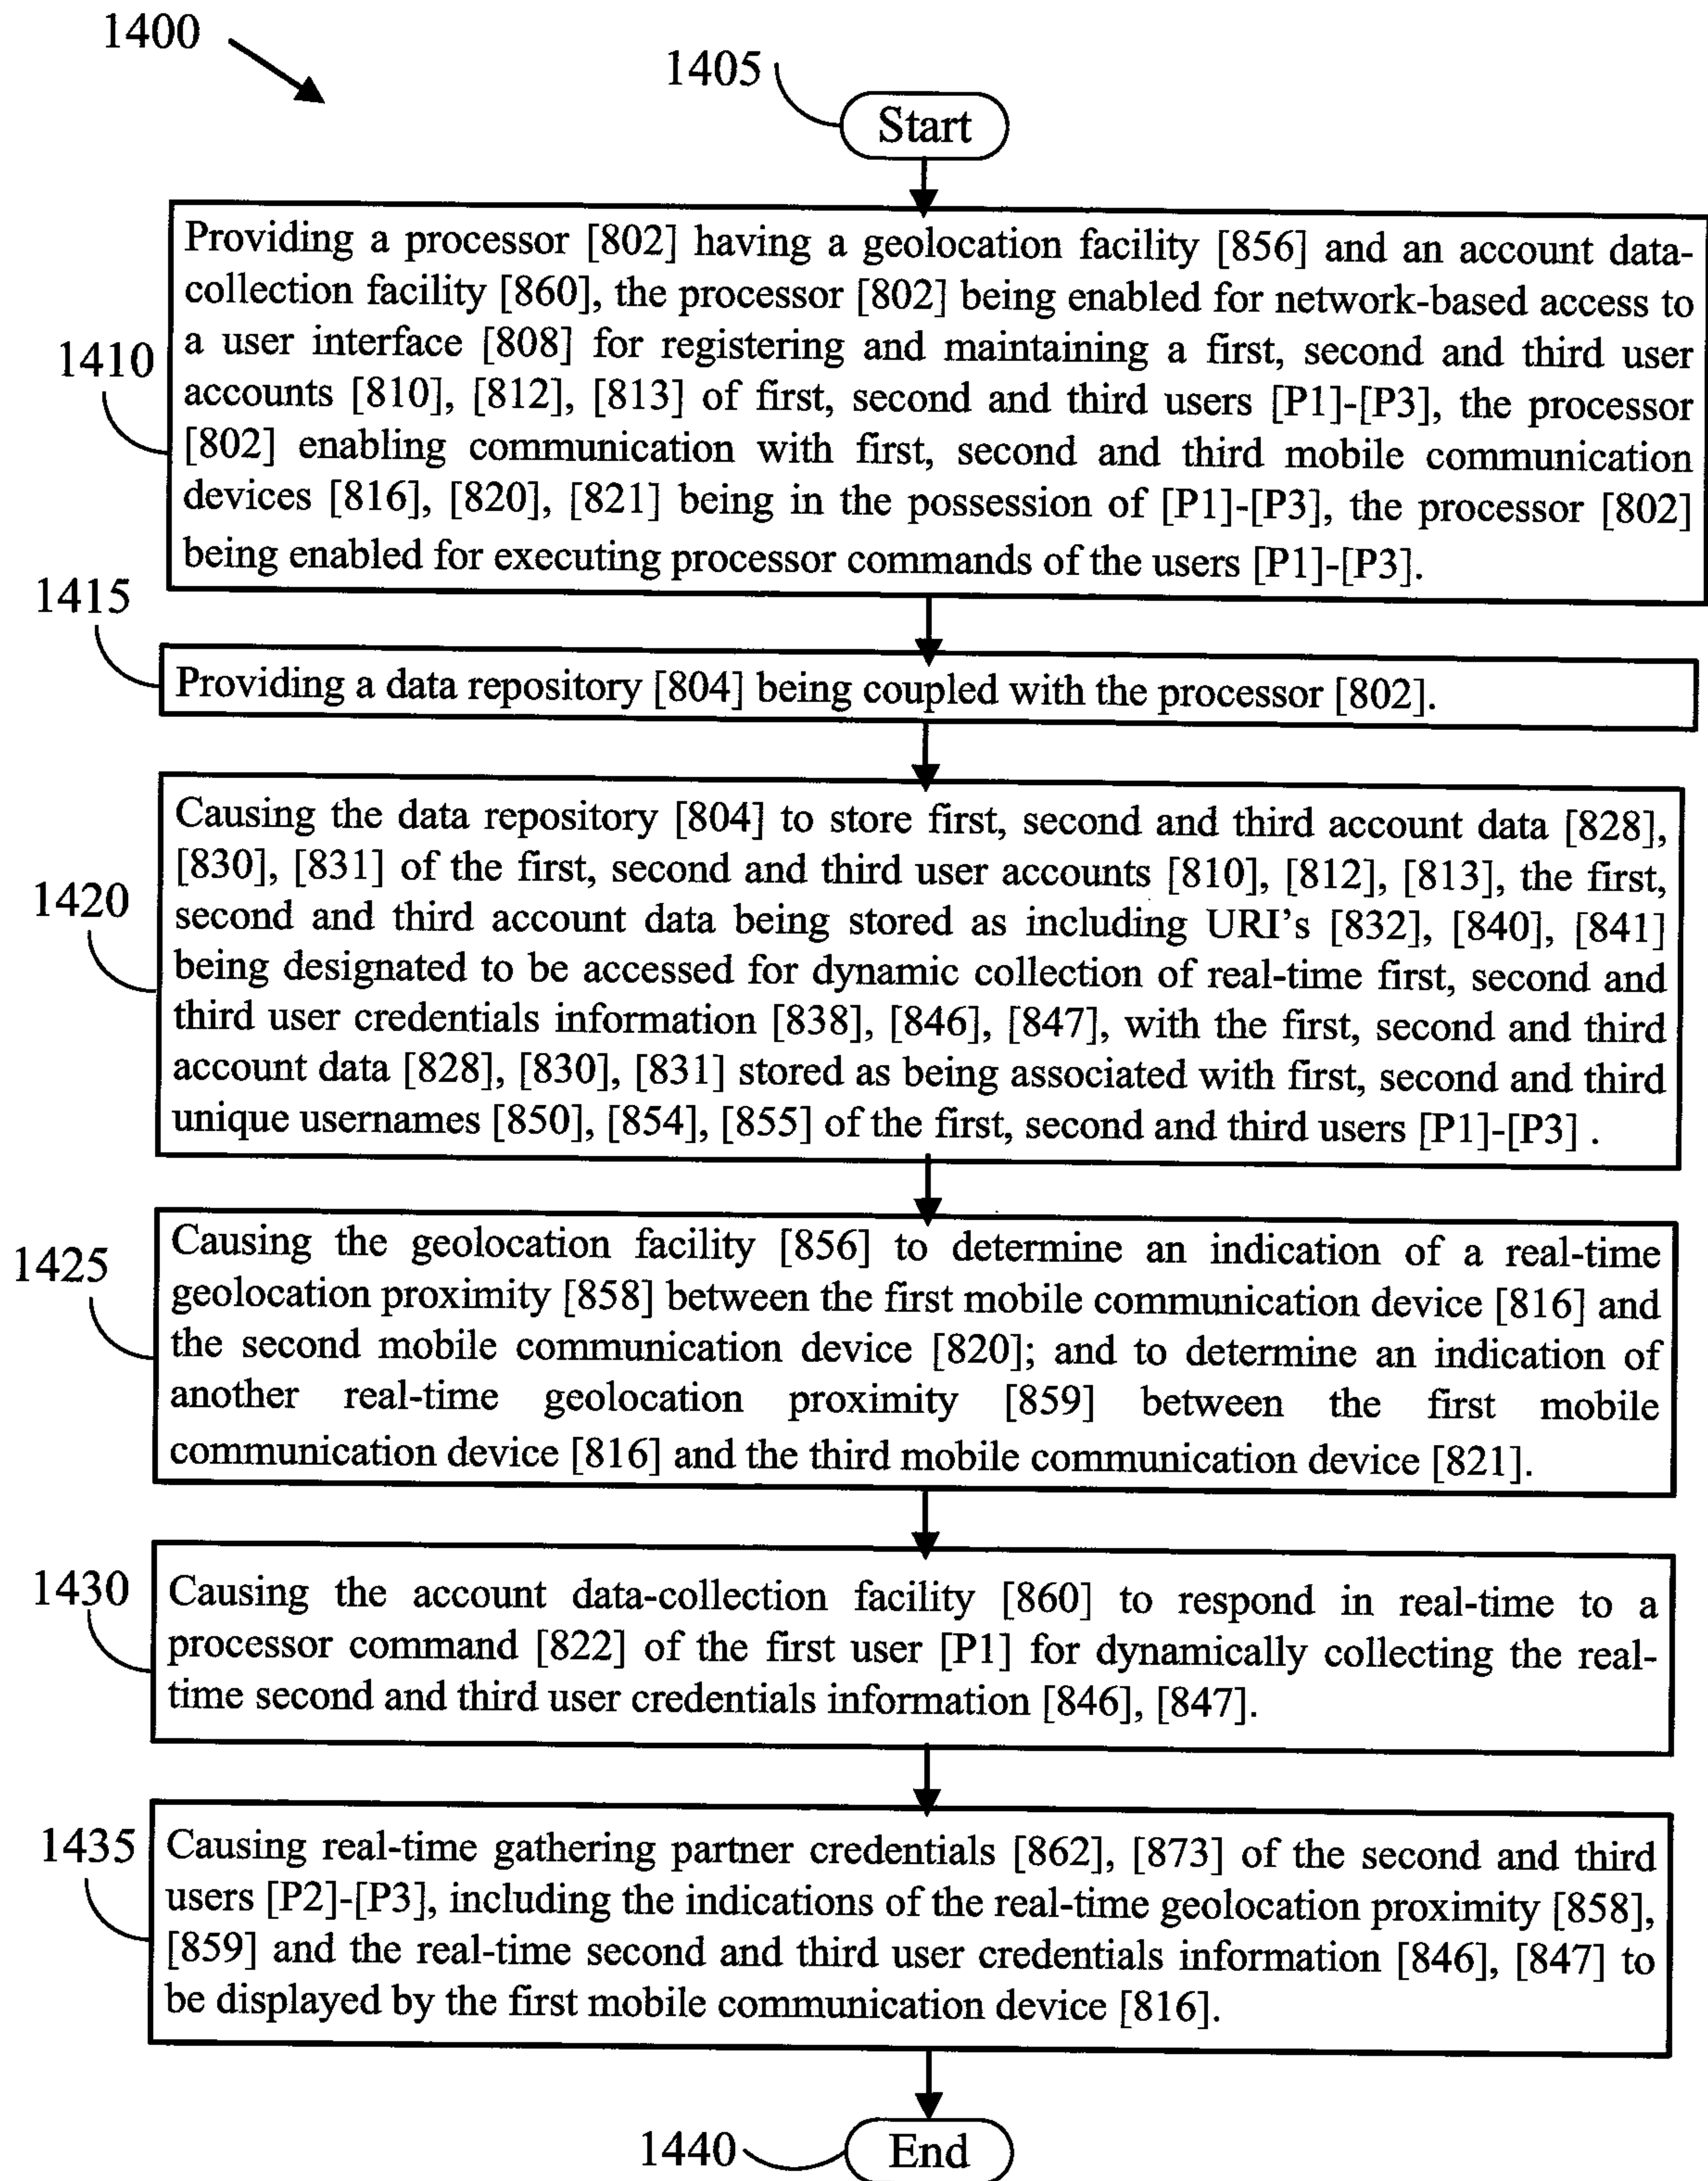 1400
1405
Start
1410
Providing a processor [802] having a geolocation facility [856] and an account data-
collection facility [860], the processor [802] being enabled for network-based access to
a user interface [808] for registering and maintaining a first, second and third user
accounts [810], [812], [813] of first, second and third users [P1]-[P3], the processor
[802] enabling communication with first, second and third mobile communication
devices [816], [820], [821] being in the possession of [P1]-[P3], the processor [802]
being enabled for executing processor commands of the users [P1]-[P3].
1415
Providing a data repository [804] being coupled with the processor [802].
1420
Causing the data repository [804] to store first, second and third account data [828],
[830], [831] of the first, second and third user accounts [810], [812], [813], the first,
second and third account data being stored as including URI's [832], [840], [841]
being designated to be accessed for dynamic collection of real-time first, second and
third user credentials information [838], [846], [847], with the first, second and third
account data [828], [830], [831] stored as being associated with first, second and third
unique usernames [850], [854], [855] of the first, second and third users [P1]-[P3] .
1425
Causing the geolocation facility [856] to determine an indication of a real-time
geolocation proximity [858] between the first mobile communication device [816] and
the second mobile communication device [820]; and to determine an indication of
another real-time geolocation proximity [859] between the first mobile
communication device [816] and the third mobile communication device [821].
1430
Causing the account data-collection facility [860] to respond in real-time to a
processor command [822] of the first user [P1] for dynamically collecting the real-
time second and third user credentials information [846], [847].
1435
Causing real-time gathering partner credentials [862], [873] of the second and third
users [P2]-[P3], including the indications of the real-time geolocation proximity [858],
[859] and the real-time second and third user credentials information [846], [847] to
be displayed by the first mobile communication device [816].
1440
End